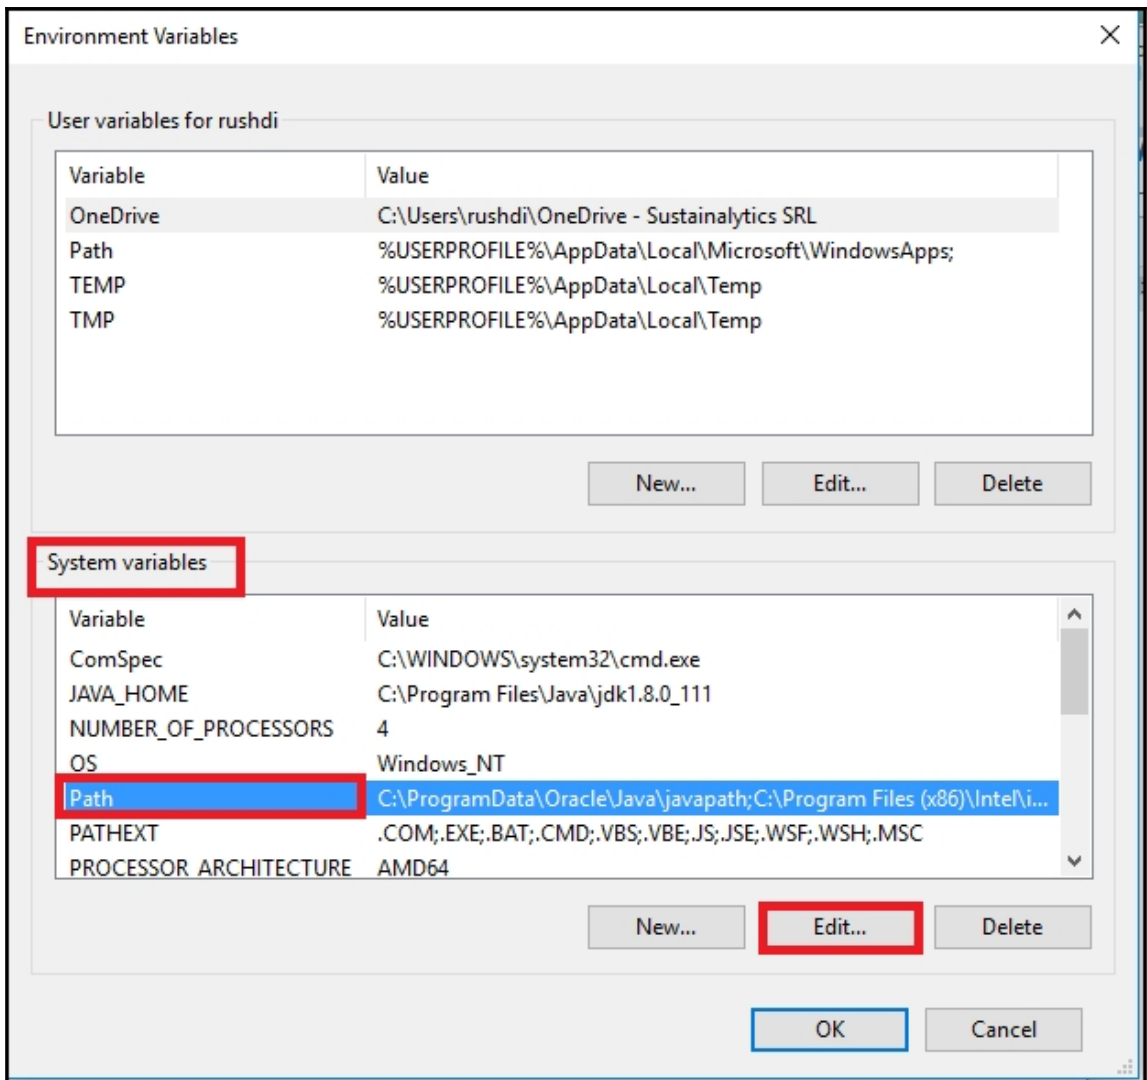 Environment Variables
User variables for rushdi
Variable Value
OneDrive C:\Users\rushdi\OneDrive - Sustainalytics SRL
Path %USERPROFILE%\AppData\Local\Microsoft\WindowsApps;
TEMP %USERPROFILE%\AppData\Local\Temp
TMP %USERPROFILE%\AppData\Local\Temp
New... Edit... Delete
System variables
Variable Value
ComSpec C:\WINDOWS\system32\cmd.exe
JAVA_HOME C:\Program Files\Java\jdk1.8.0_111
NUMBER_OF_PROCESSORS 4
OS Windows_NT
Path C:\ProgramData\Oracle\Java\javapath;C:\Program Files (x86)\Intel\i...
PATHEXT .COM;.EXE;.BAT;.CMD;.VBS;.VBE;.JS;.JSE;.WSF;.WSH;.MSC
PROCESSOR_ARCHITECTURE AMD64
New... Edit... Delete
OK Cancel